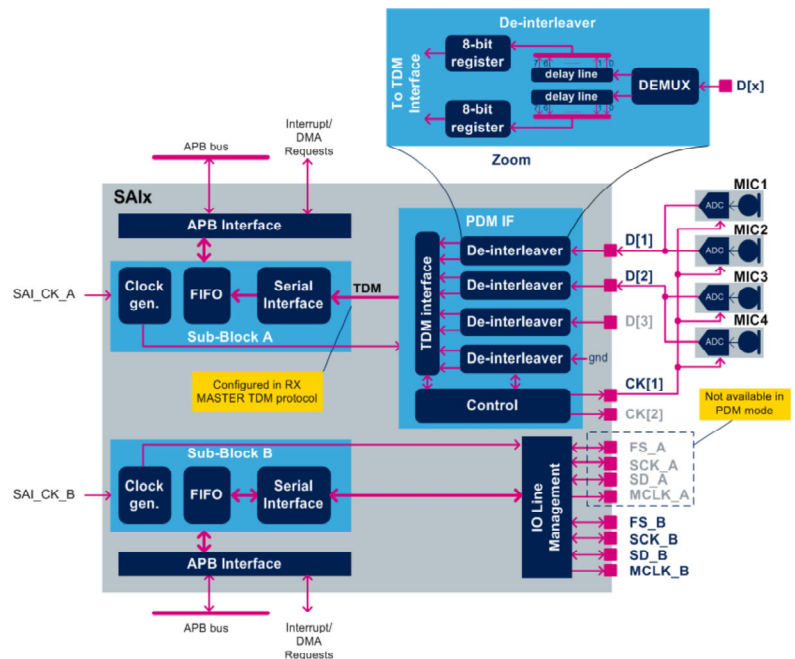 De-interleaver
To TDM
Interface
8-bit
register
7 6 ...... 1 0
delay line
DEMUX
D[x]
delay line
8-bit
register
Zoom
APB bus
Interrupt/
DMA
Requests
SAIx
APB Interface
SAI_CK_A
Clock
gen.
FIFO
Serial
Interface
Sub-Block A
TDM
Configured in RX
MASTER TDM protocol
PDM IF
TDM interface
De-interleaver
De-interleaver
De-interleaver
De-interleaver
gnd
Control
D[1]
D[2]
D[3]
CK[1]
CK[2]
MIC1
ADC
MIC2
ADC
MIC3
ADC
MIC4
ADC
Not available in
PDM mode
Sub-Block B
SAI_CK_B
Clock
gen.
FIFO
Serial
Interface
APB Interface
IO Line
Management
FS_A
SCK_A
SD_A
MCLK_A
FS_B
SCK_B
SD_B
MCLK_B
APB bus
Interrupt/
DMA
Requests